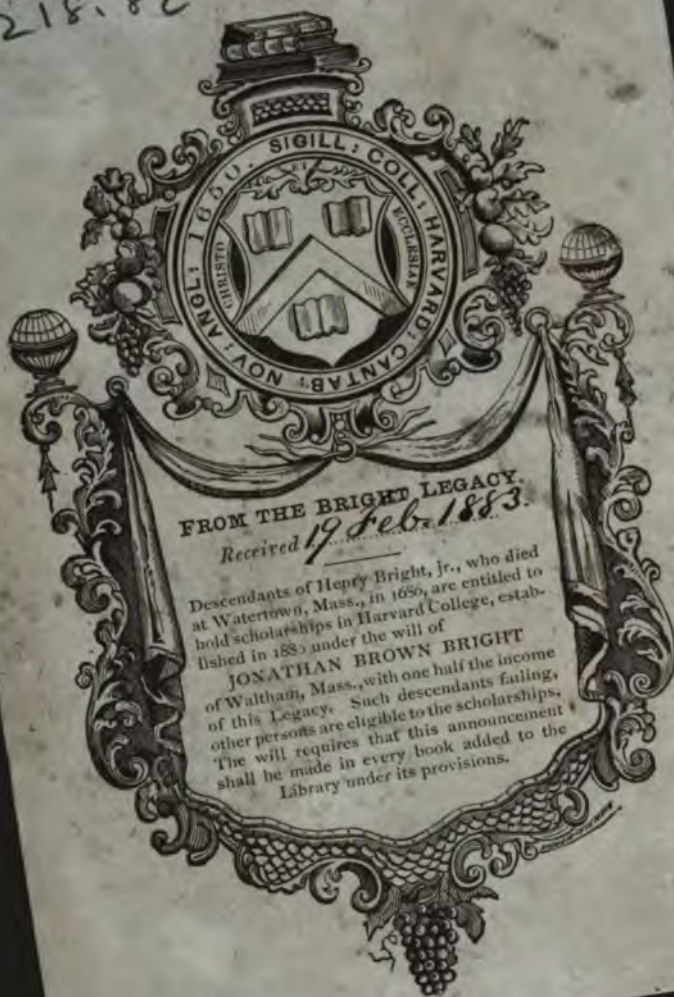 218.82
SIGILL: COLL: HARVARD: CANTAB: NOV: ANGL: 1650.
CHRISTO
ECCLESIAE
FROM THE BRIGHT LEGACY.
Received 19 Feb. 1883.
Descendants of Henry Bright, jr., who died
at Watertown, Mass., in 1686, are entitled to
hold scholarships in Harvard College, estab-
lished in 1880 under the will of
JONATHAN BROWN BRIGHT
of Waltham, Mass., with one half the income
of this Legacy. Such descendants failing,
other persons are eligible to the scholarships.
The will requires that this announcement
shall be made in every book added to the
Library under its provisions.